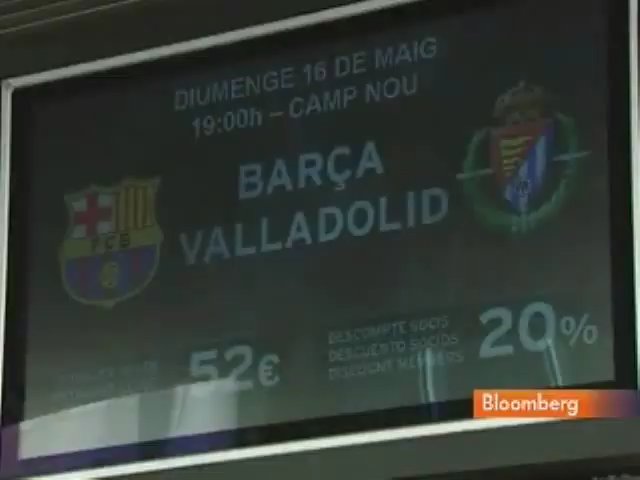 DIUMENGE 16 DE MAIG
19:00h – CAMP NOU
BARÇA
VALLADOLID
FCB
52€
DESCOMPTE SOCIS
DESCUENTO SOCIOS
DISCOUNT MEMBERS
20%
Bloomberg